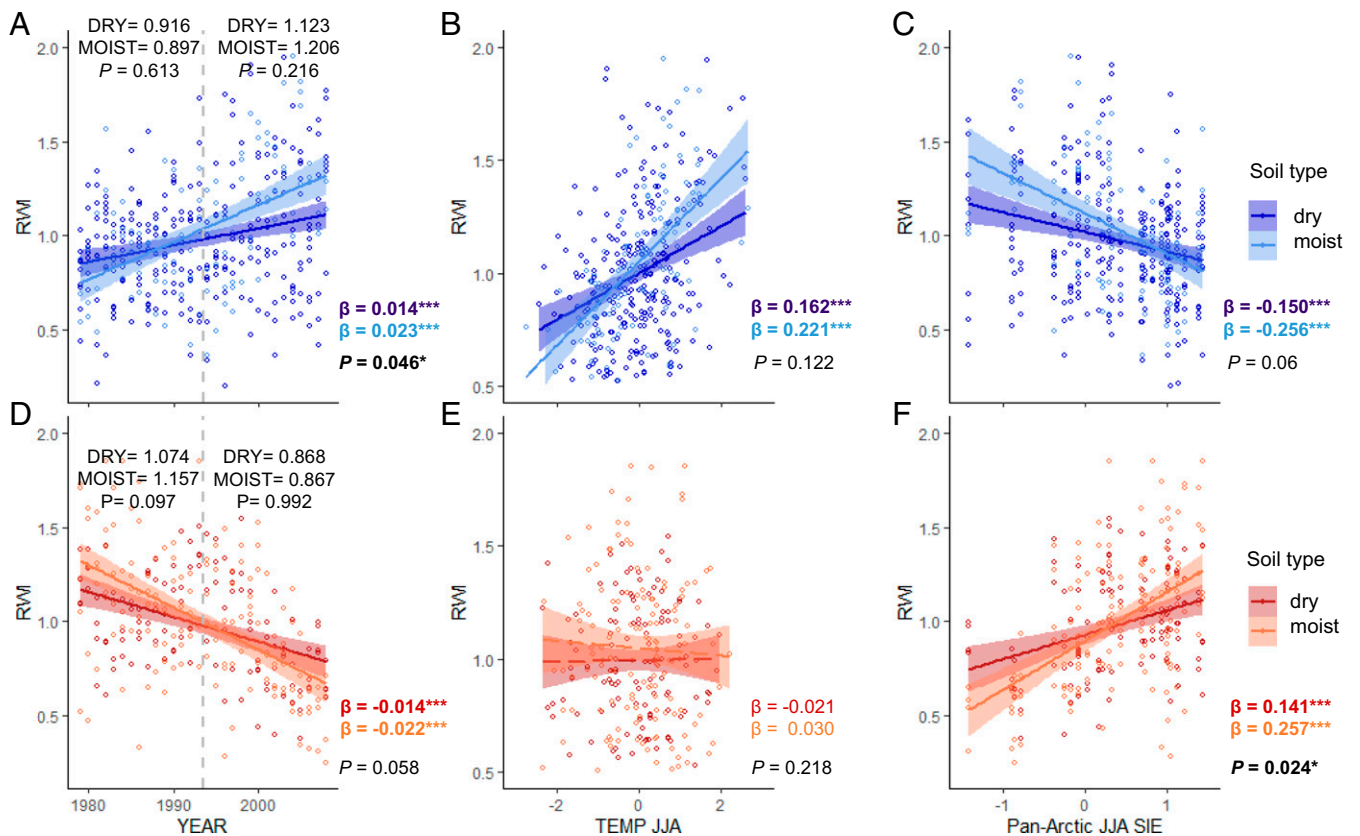 A
DRY= 0.916
MOIST= 0.897
P = 0.613
DRY= 1.123
MOIST= 1.206
P = 0.216
2.0
1.5
1.0
0.5
RWI
β = 0.014***
β = 0.023***
P = 0.046*
B
2.0
1.5
1.0
0.5
RWI
β = 0.162***
β = 0.221***
P = 0.122
C
2.0
1.5
1.0
0.5
RWI
β = -0.150***
β = -0.256***
P = 0.06
Soil type
dry
moist
D
DRY= 1.074
MOIST= 1.157
P= 0.097
DRY= 0.868
MOIST= 0.867
P= 0.992
2.0
1.5
1.0
0.5
RWI
β = -0.014***
β = -0.022***
P = 0.058
1980 1990 2000
YEAR
E
2.0
1.5
1.0
0.5
RWI
β = -0.021
β = 0.030
P = 0.218
-2 0 2
TEMP JJA
F
2.0
1.5
1.0
0.5
RWI
β = 0.141***
β = 0.257***
P = 0.024*
-1 0 1
Pan-Arctic JJA SIE
Soil type
dry
moist